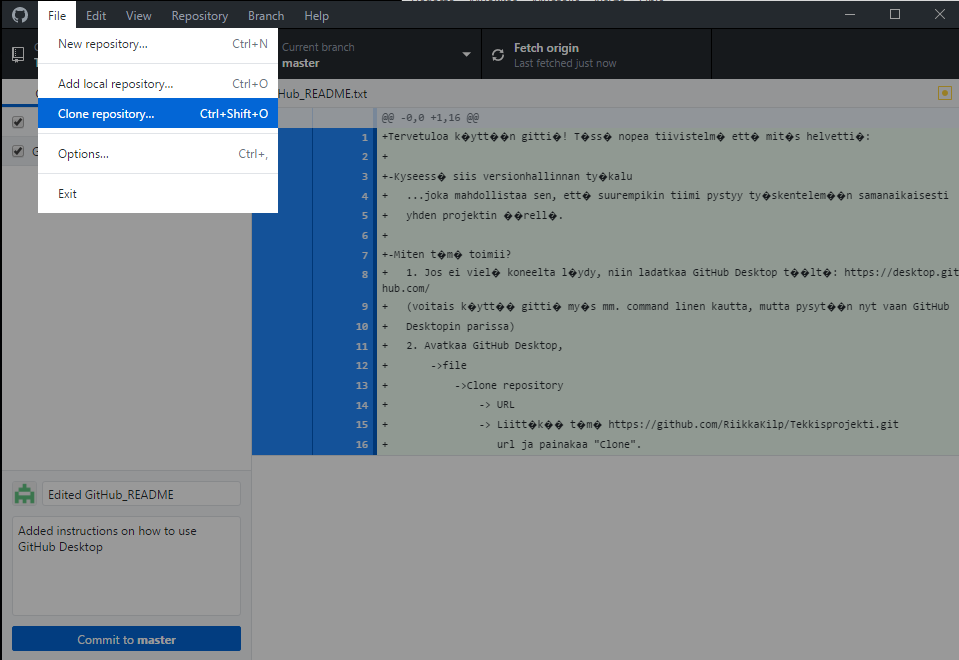 File Edit View Repository Branch Help
New repository... Ctrl+N
Add local repository... Ctrl+O
Clone repository... Ctrl+Shift+O
Options... Ctrl+,
Exit
Current branch
master
Fetch origin
Last fetched just now
Hub_README.txt
@@ -0,0 +1,16 @@
1 +Tervetuloa k�ytt��n gitti�! T�ss� nopea tiivistelm� ett� mit�s helvetti�:
2 +
3 +-Kyseess� siis versionhallinnan ty�kalu
4 + ...joka mahdollistaa sen, ett� suurempikin tiimi pystyy ty�skentelem��n samanaikaisesti
5 + yhden projektin ��rell�.
6 +
7 +-Miten t�m� toimii?
8 + 1. Jos ei viel� koneelta l�ydy, niin ladatkaa GitHub Desktop t��lt�: https://desktop.git
hub.com/
9 + (voitais k�ytt�� gitti� my�s mm. command linen kautta, mutta pysyt��n nyt vaan GitHub
10 + Desktopin parissa)
11 + 2. Avatkaa GitHub Desktop,
12 + ->file
13 + ->Clone repository
14 + -> URL
15 + -> Liitt�k�� t�m� https://github.com/RiikkaKilp/Tekkisprojekti.git
16 + url ja painakaa "Clone".
Edited GitHub_README
Added instructions on how to use
GitHub Desktop
Commit to master